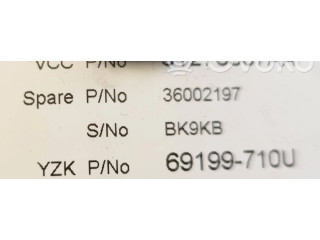 VCC P/No
Spare P/No 36002197
S/No BK9KB
YZK P/No 69199-710U